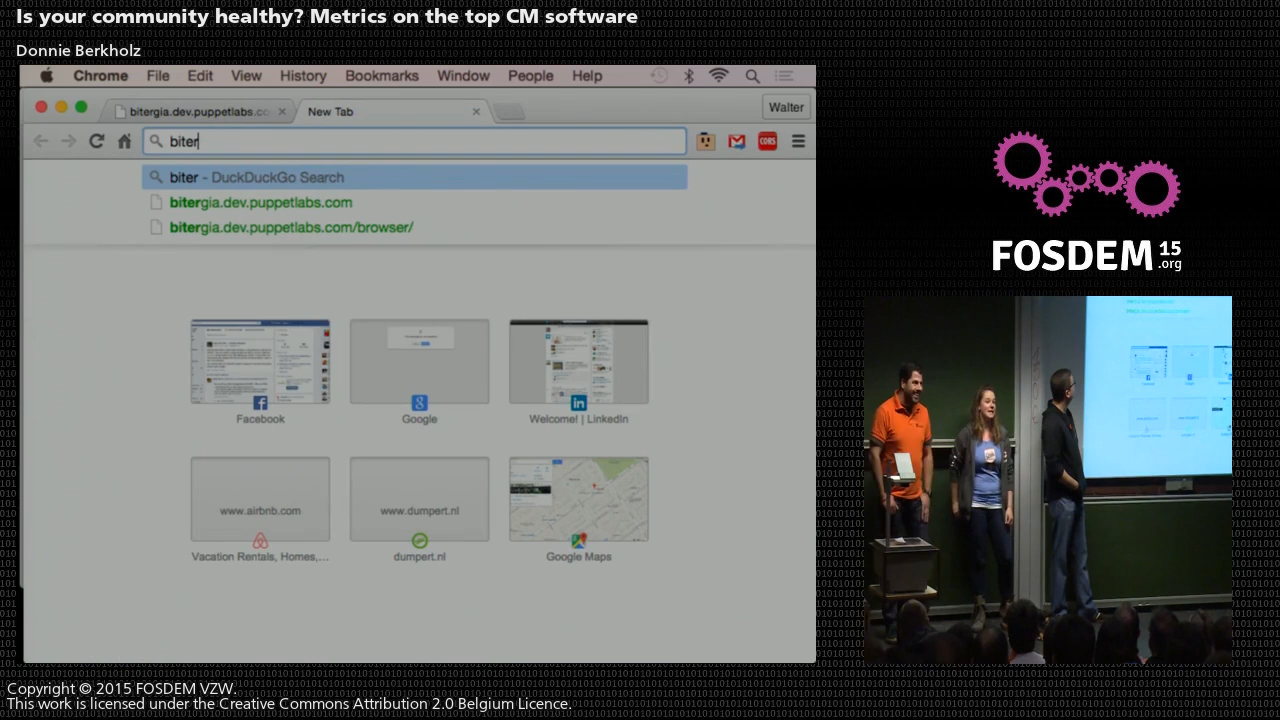 Is your community healthy? Metrics on the top CM software
Donnie Berkholz
Chrome File Edit View History Bookmarks Window People Help
bitergia.dev.puppetlabs.co
New Tab
Walter
biter
CORS
biter - DuckDuckGo Search
bitergia.dev.puppetlabs.com
bitergia.dev.puppetlabs.com/browser/
Facebook
Google
Welcome! | LinkedIn
www.airbnb.com
www.dumpert.nl
Vacation Rentals, Homes,...
dumpert.nl
Google Maps
FOSDEM 15
.org
Copyright © 2015 FOSDEM VZW.
This work is licensed under the Creative Commons Attribution 2.0 Belgium Licence.